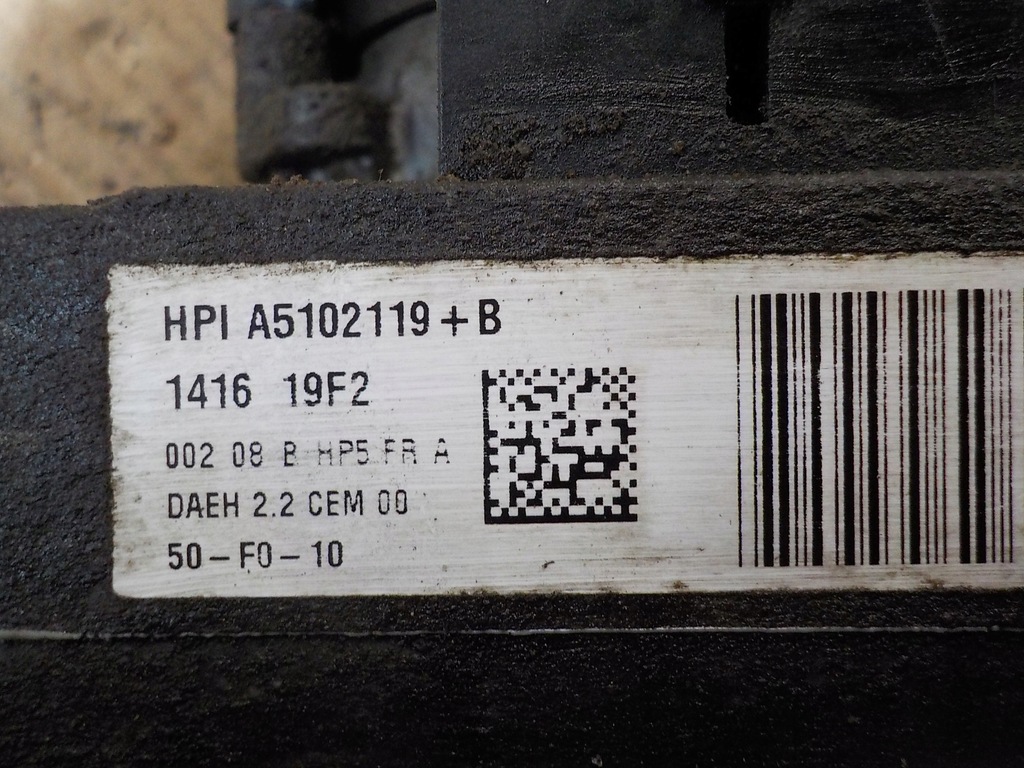 HPI A5102119+B
1416 19F2
002 08 B HP5 FR A
DAEH 2.2 CEM 00
50-F0-10